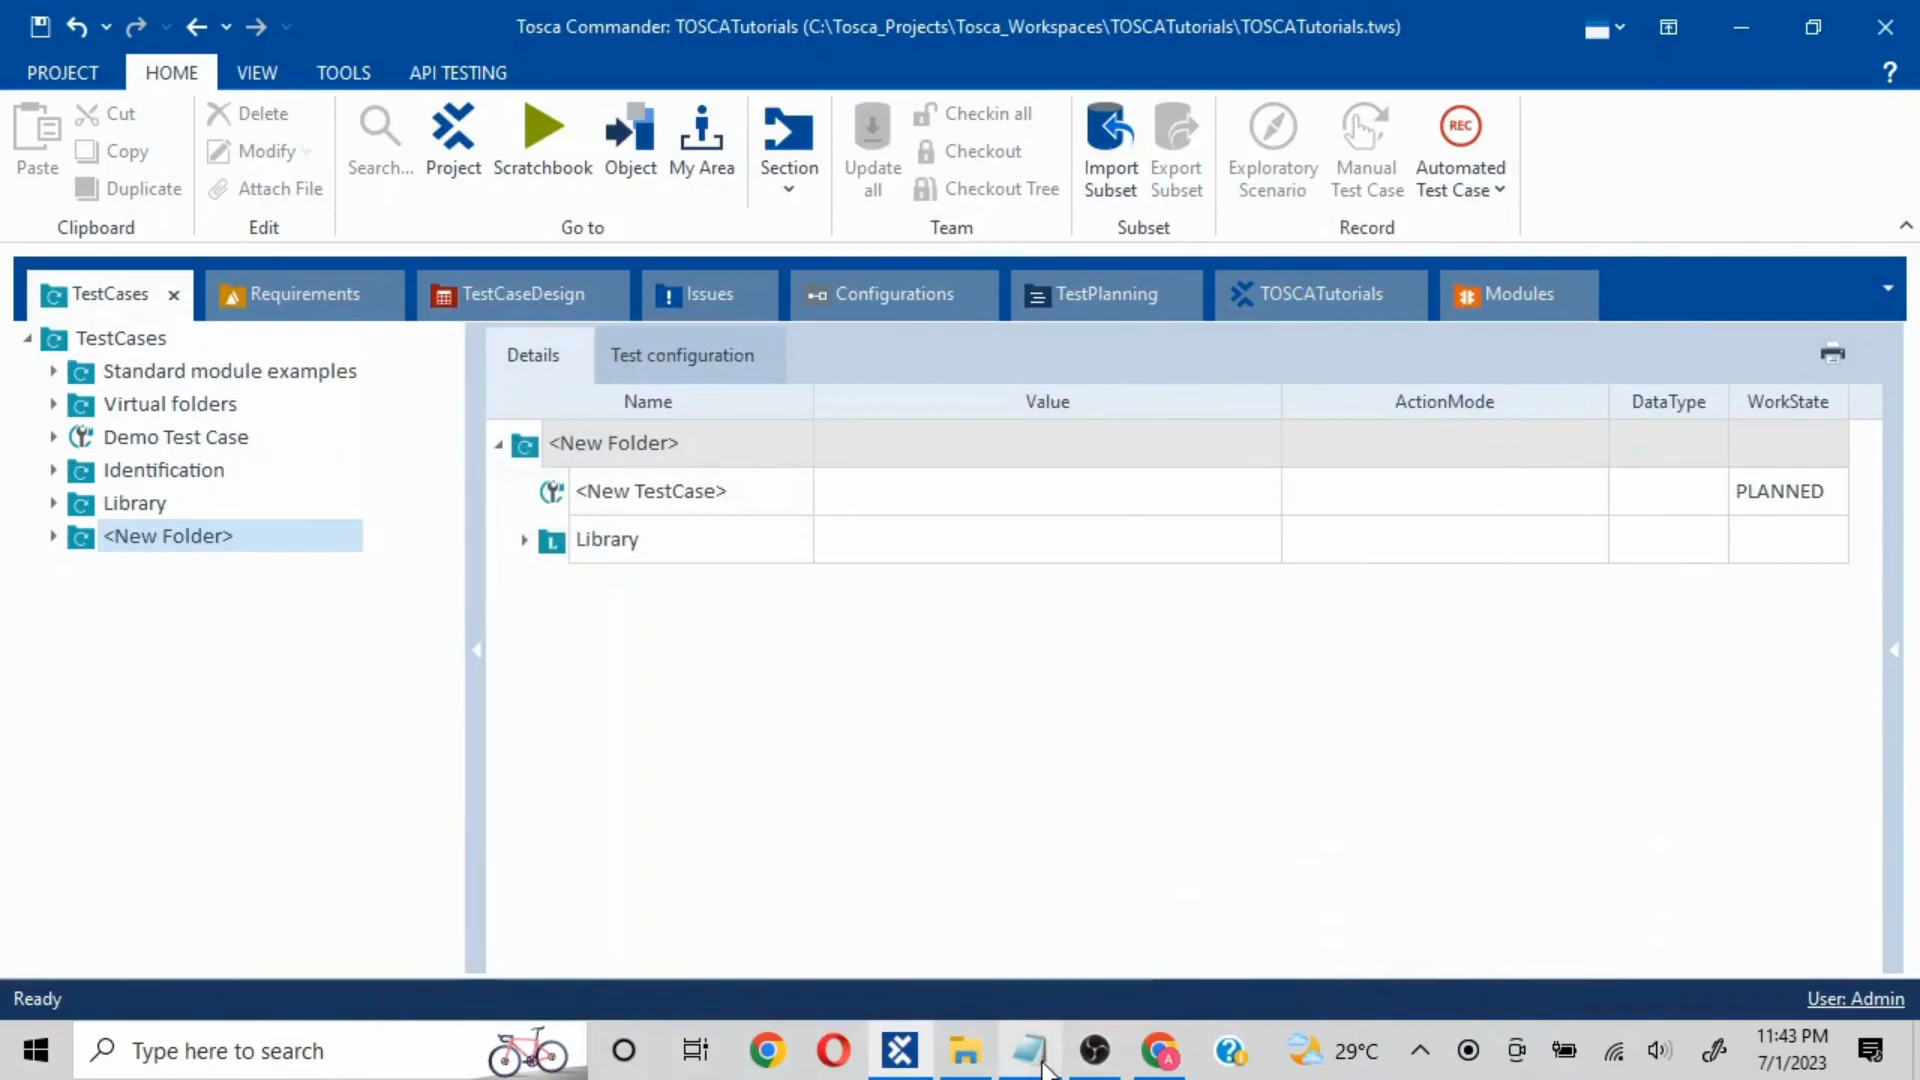 Tosca Commander: TOSCATutorials (C:\Tosca_Projects\Tosca_Workspaces\TOSCATutorials\TOSCATutorials.tws)
PROJECT HOME VIEW TOOLS API TESTING ?
Paste
Cut
Copy
Duplicate
Clipboard
Delete
Modify
Attach File
Edit
Search...
Project
Scratchbook
Object
My Area
Section
Go to
Update all
Checkin all
Checkout
Checkout Tree
Team
Import Subset
Export Subset
Subset
Exploratory Scenario
Manual Test Case
REC
Automated Test Case
Record
TestCases Requirements TestCaseDesign Issues Configurations TestPlanning TOSCATutorials Modules
TestCases
Standard module examples
Virtual folders
Demo Test Case
Identification
Library
<New Folder>
Details Test configuration
Name Value ActionMode DataType WorkState
<New Folder>
<New TestCase> PLANNED
L Library
Ready User: Admin
Type here to search
A
29°C
11:43 PM
7/1/2023